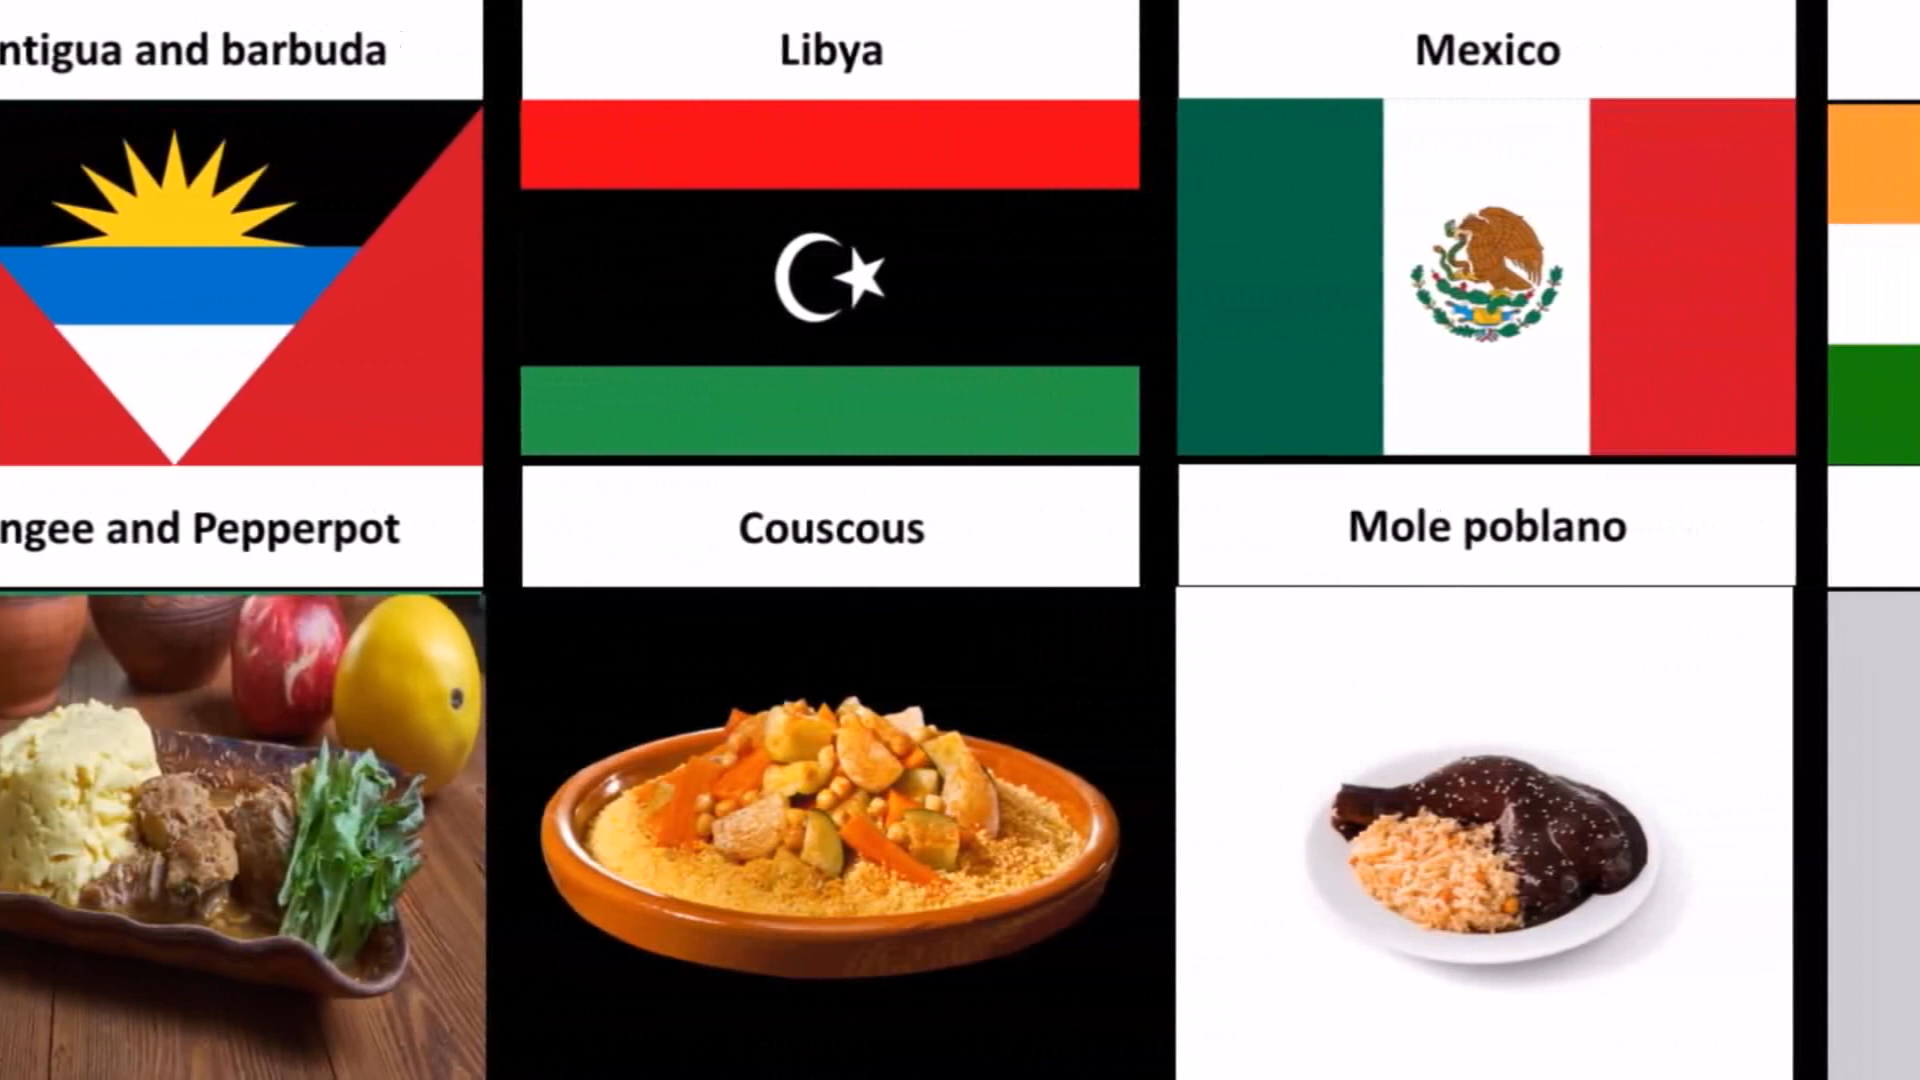 ntigua and barbuda
Libya
Mexico
ngee and Pepperpot
Couscous
Mole poblano